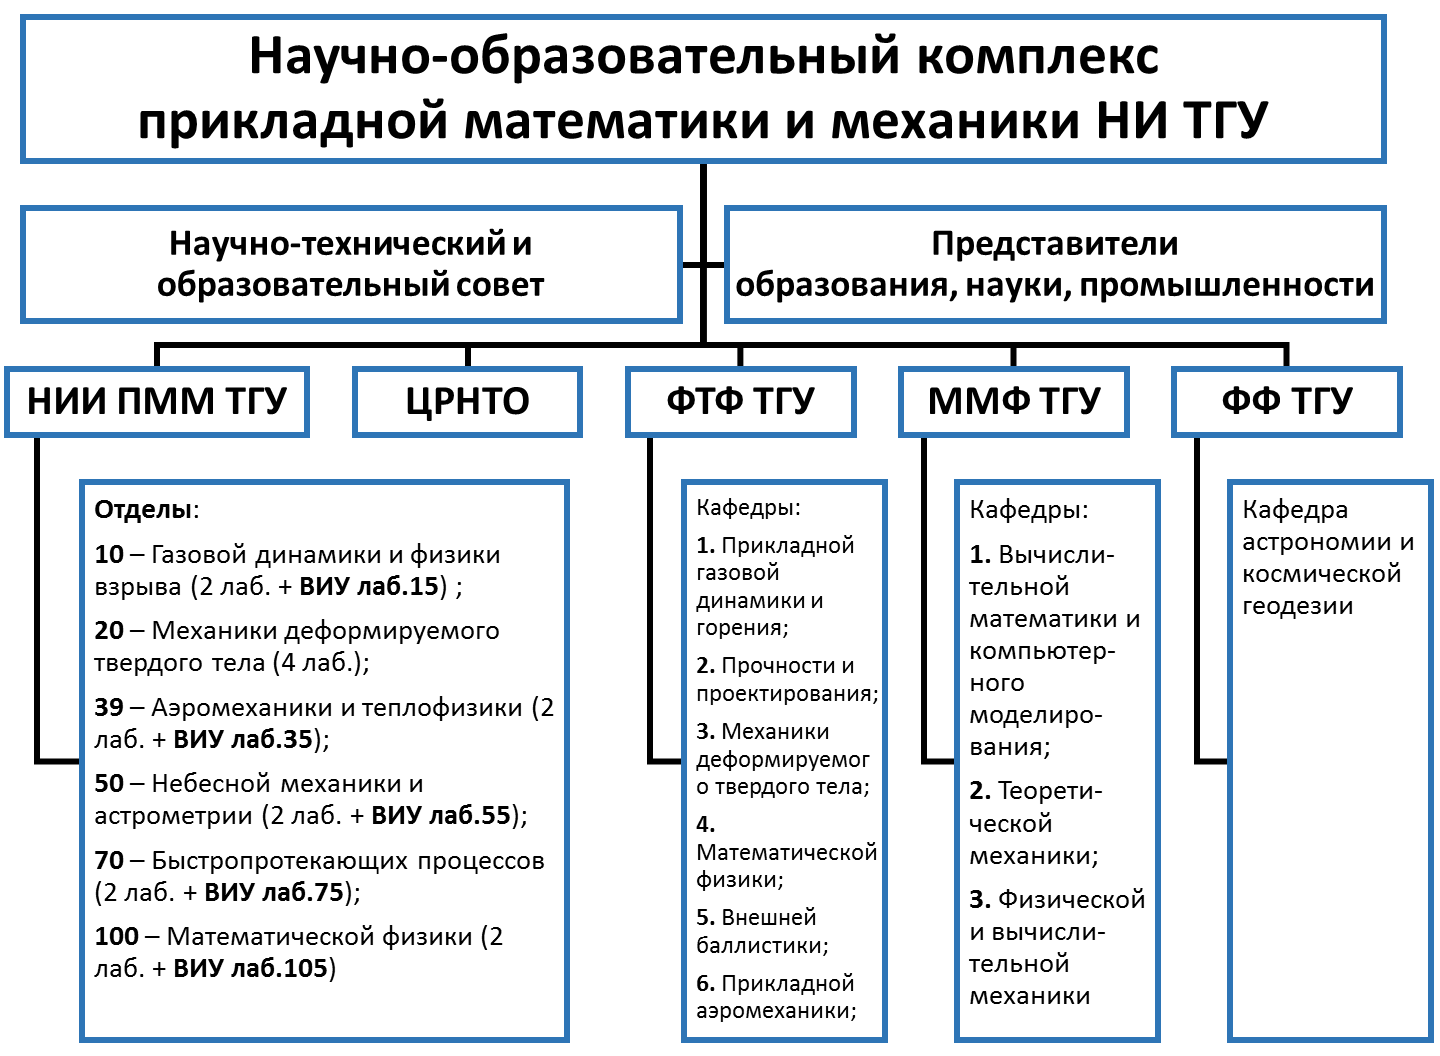 Научно-образовательный комплекс
прикладной математики и механики НИ ТГУ
Научно-технический и
образовательный совет
Представители
образования, науки, промышленности
НИИ ПММ ТГУ
ЦРНТО
ФТФ ТГУ
ММФ ТГУ
ФФ ТГУ
Отделы:
10 – Газовой динамики и физики
взрыва (2 лаб. + ВИУ лаб.15) ;
20 – Механики деформируемого
твердого тела (4 лаб.);
39 – Аэромеханики и теплофизики (2
лаб. + ВИУ лаб.35);
50 – Небесной механики и
астрометрии (2 лаб. + ВИУ лаб.55);
70 – Быстропротекающих процессов
(2 лаб. + ВИУ лаб.75);
100 – Математической физики (2
лаб. + ВИУ лаб.105)
Кафедры:
1. Прикладной
газовой
динамики и
горения;
2. Прочности и
проектирования;
3. Механики
деформируемог
о твердого тела;
4.
Математической
физики;
5. Внешней
баллистики;
6. Прикладной
аэромеханики;
Кафедры:
1. Вычисли-
тельной
математики и
компьютер-
ного
моделиро-
вания;
2. Теорети-
ческой
механики;
3. Физической
и вычисли-
тельной
механики
Кафедра
астрономии и
космической
геодезии